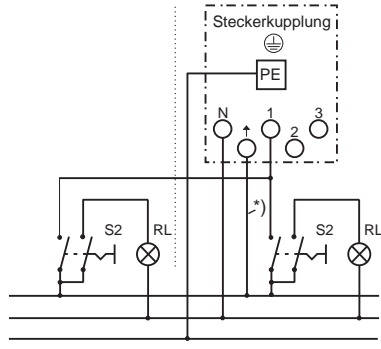 Steckerkupplung
PE
N 1 3
2
*)
S2 RL S2 RL